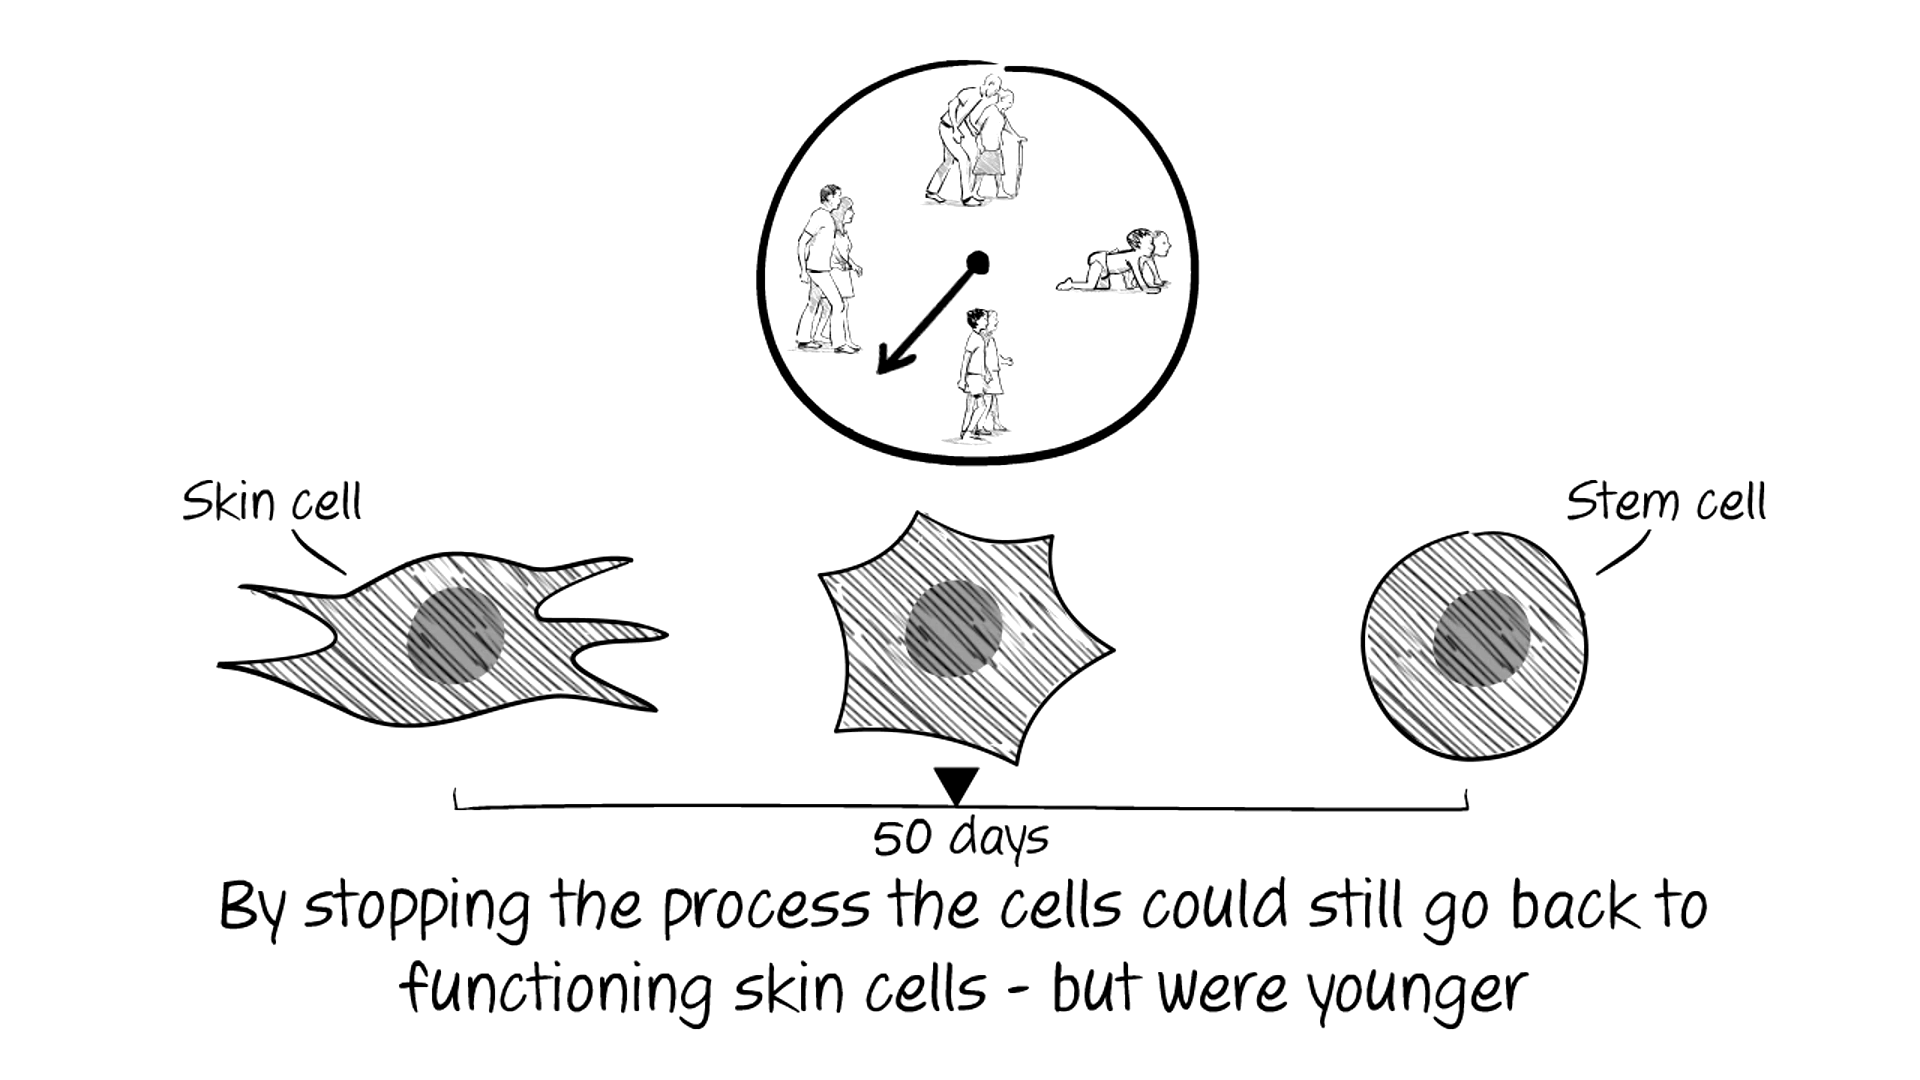 Skin cell
Stem cell
50 days
By stopping the process the cells could still go back to
functioning skin cells - but were younger